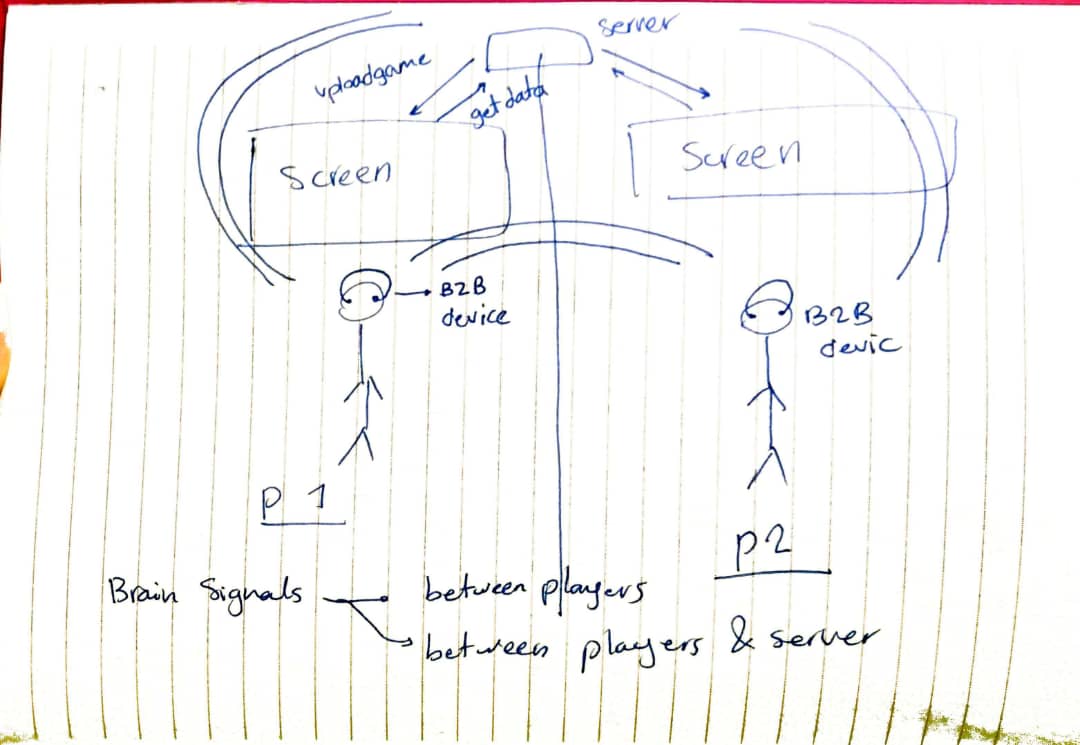 server
uploadgame
get data
Screen
Screen
B2B
device
B2B
devic
P 1
P2
Brain Signals
between players
between players & server